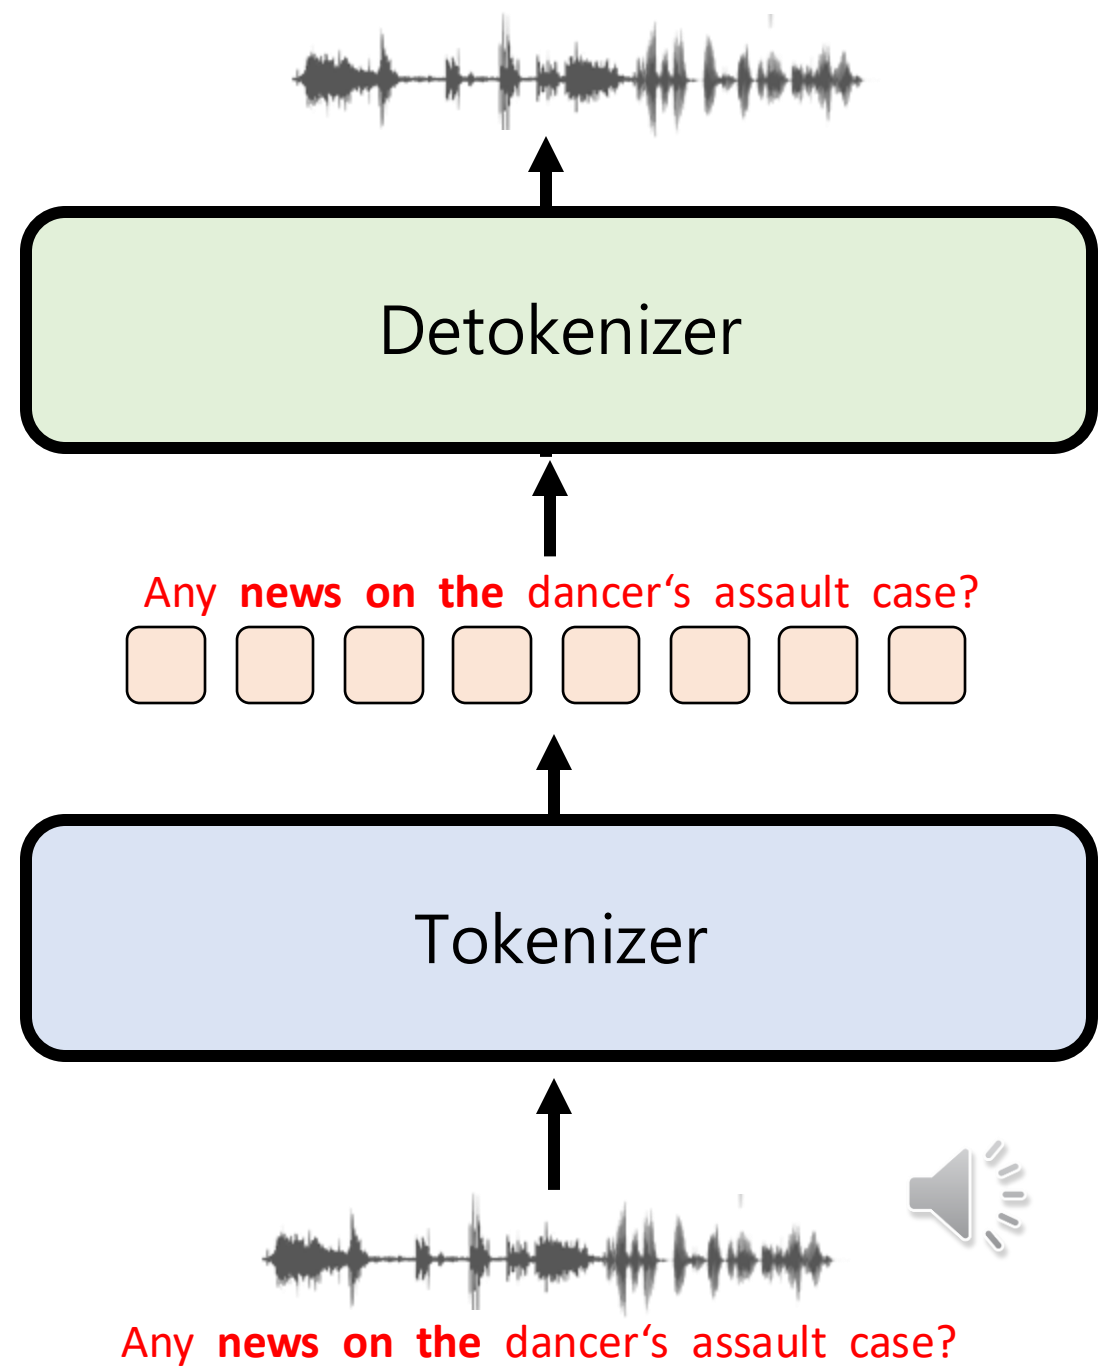 Detokenizer
Any news on the dancer‘s assault case?
Tokenizer
Any news on the dancer‘s assault case?